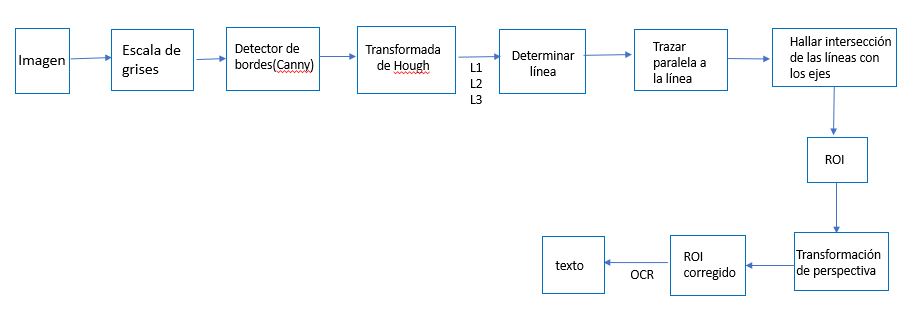 Imagen
Escala de
grises
Detector de
bordes(Canny)
Transformada
de Hough
L1
L2
L3
Determinar
línea
Trazar
paralela a
la línea
Hallar intersección
de las líneas con
los ejes
ROI
Transformación
de perspectiva
ROI
corregido
OCR
texto